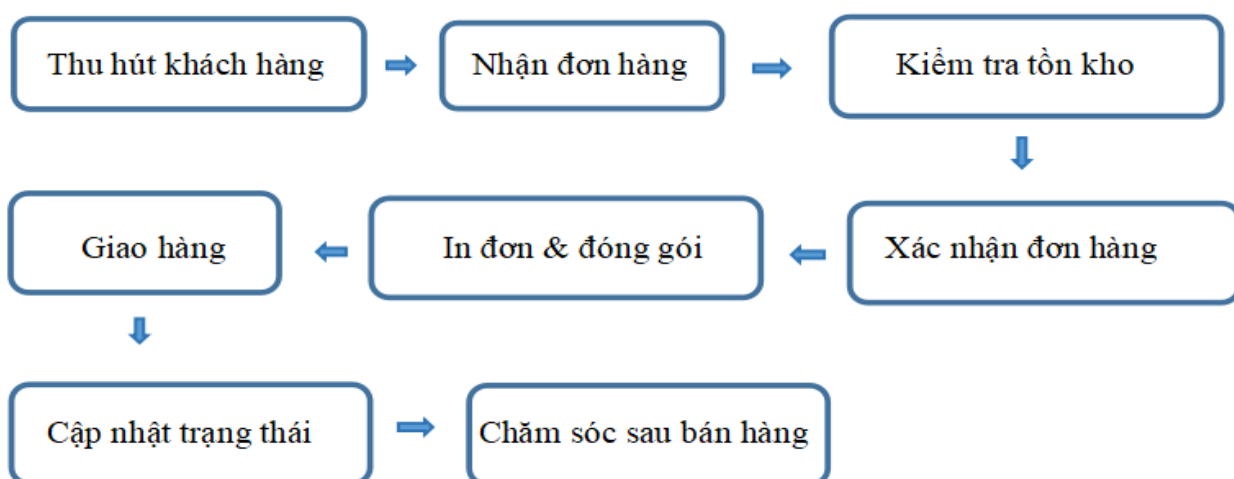 Thu hút khách hàng
Nhận đơn hàng
Kiểm tra tồn kho
Xác nhận đơn hàng
In đơn & đóng gói
Giao hàng
Cập nhật trạng thái
Chăm sóc sau bán hàng